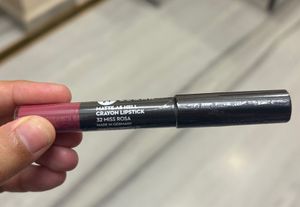 MATTE AS HELL
CRAYON LIPSTICK
32 MISS ROSA
MADE IN GERMANY